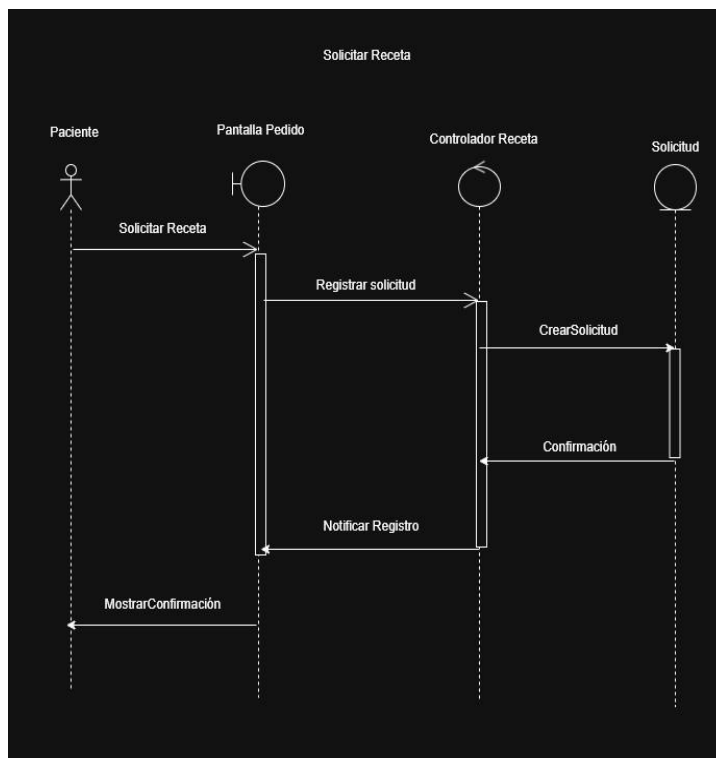 Solicitar Receta
Paciente
Pantalla Pedido
Controlador Receta
Solicitud
Solicitar Receta
Registrar solicitud
CrearSolicitud
Confirmación
Notificar Registro
MostrarConfirmación